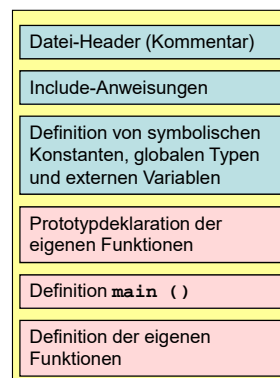 Datei-Header (Kommentar)
Include-Anweisungen
Definition von symbolischen
Konstanten, globalen Typen
und externen Variablen
Prototypdeklaration der
eigenen Funktionen
Definition main ()
Definition der eigenen
Funktionen